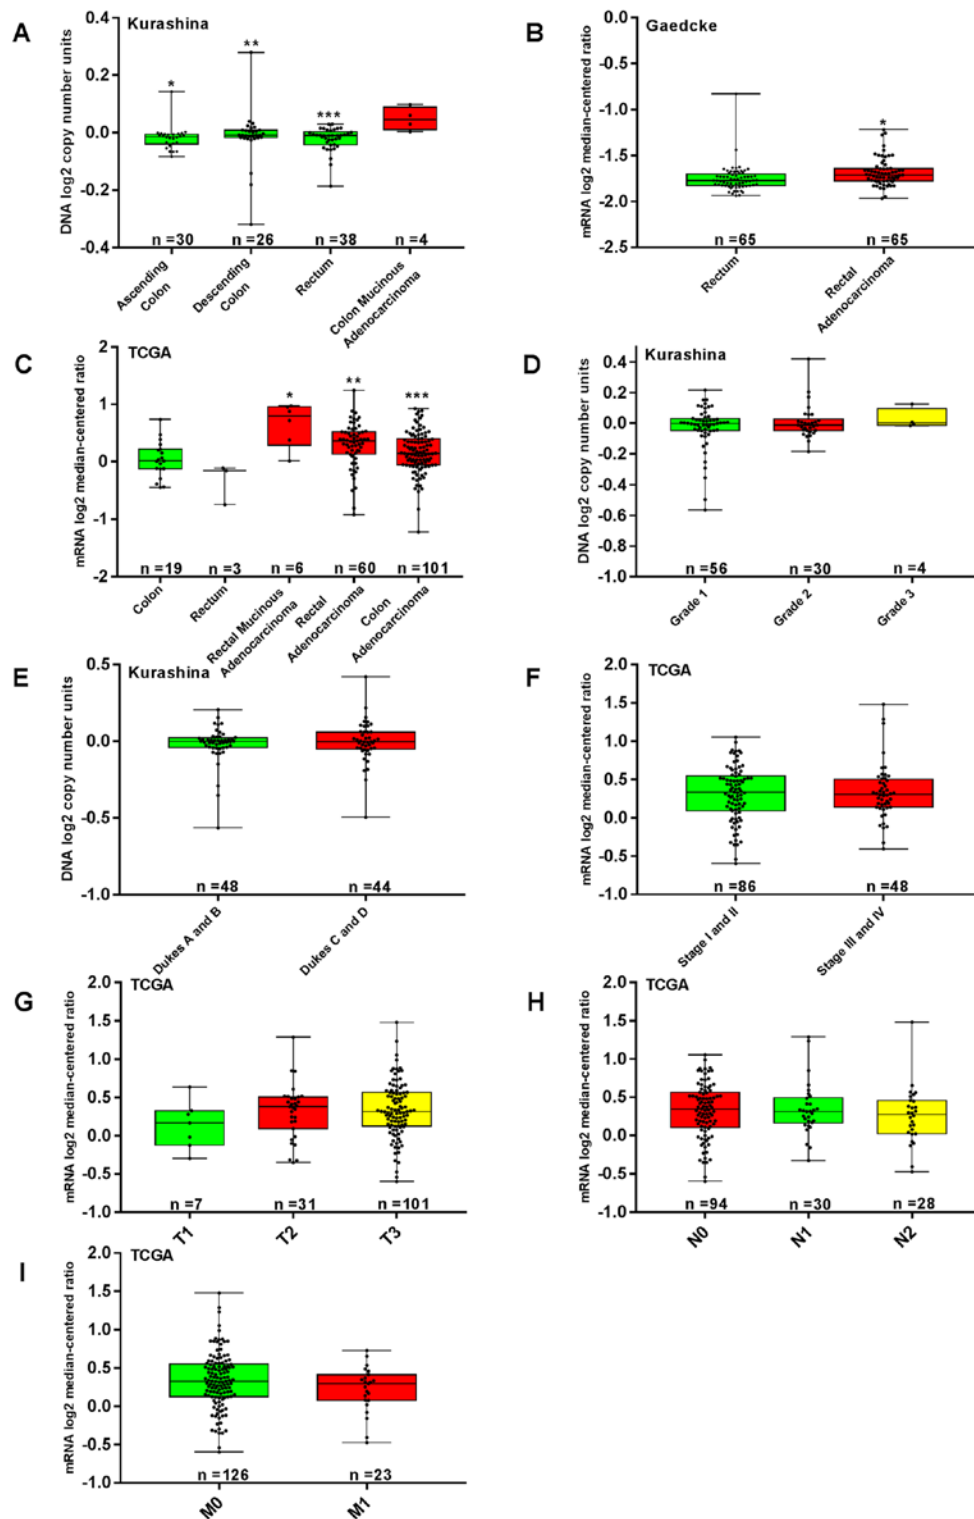 A
Kurashina
DNA log2 copy number units
0.4
0.2
0.0
-0.2
-0.4
*
**
***
n =30
n =26
n =38
n =4
Ascending
Colon
Descending
Colon
Rectum
Colon Mucinous
Adenocarcinoma
B
Gaedcke
mRNA log2 median-centered ratio
0.0
-0.5
-1.0
-1.5
-2.0
-2.5
*
n =65
n =65
Rectum
Rectal
Adenocarcinoma
C
TCGA
mRNA log2 median-centered ratio
2
1
0
-1
-2
*
**
***
n =19
n =3
n =6
n =60
n =101
Colon
Rectum
Rectal Mucinous
Adenocarcinoma
Rectal
Adenocarcinoma
Colon
Adenocarcinoma
D
Kurashina
DNA log2 copy number units
0.4
0.2
0.0
-0.2
-0.4
-0.6
-0.8
-1.0
n =56
n =30
n =4
Grade 1
Grade 2
Grade 3
E
Kurashina
DNA log2 copy number units
0.5
0.0
-0.5
-1.0
n =48
n =44
Dukes A and B
Dukes C and D
F
TCGA
mRNA log2 median-centered ratio
2.0
1.5
1.0
0.5
0.0
-0.5
-1.0
n =86
n =48
Stage I and II
Stage III and IV
G
TCGA
mRNA log2 median-centered ratio
2.0
1.5
1.0
0.5
0.0
-0.5
-1.0
n =7
n =31
n =101
T1
T2
T3
H
TCGA
mRNA log2 median-centered ratio
2.0
1.5
1.0
0.5
0.0
-0.5
-1.0
n =94
n =30
n =28
N0
N1
N2
I
TCGA
mRNA log2 median-centered ratio
2.0
1.5
1.0
0.5
0.0
-0.5
-1.0
n =126
n =23
M0
M1